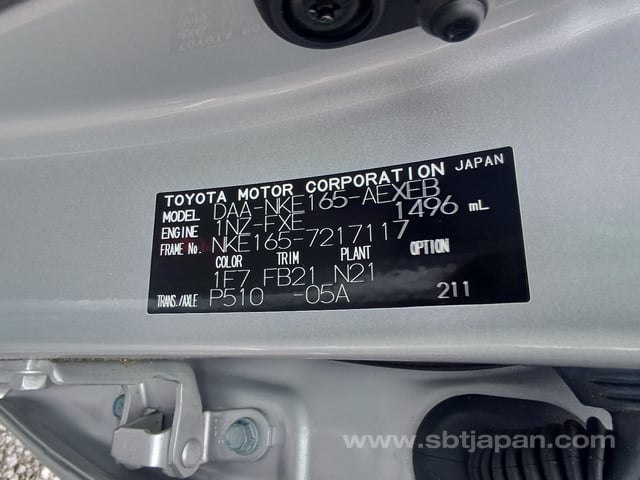 TOYOTA MOTOR CORPORATION JAPAN
MODEL DAA-NKE165-AEXEB
ENGINE 1NZ-FXE 1496 mL
FRAME No. NKE165-7217117
COLOR TRIM PLANT OPTION
1F7 FB21 N21
TRANS./AXLE P510 -05A 211
www.sbtjapan.com